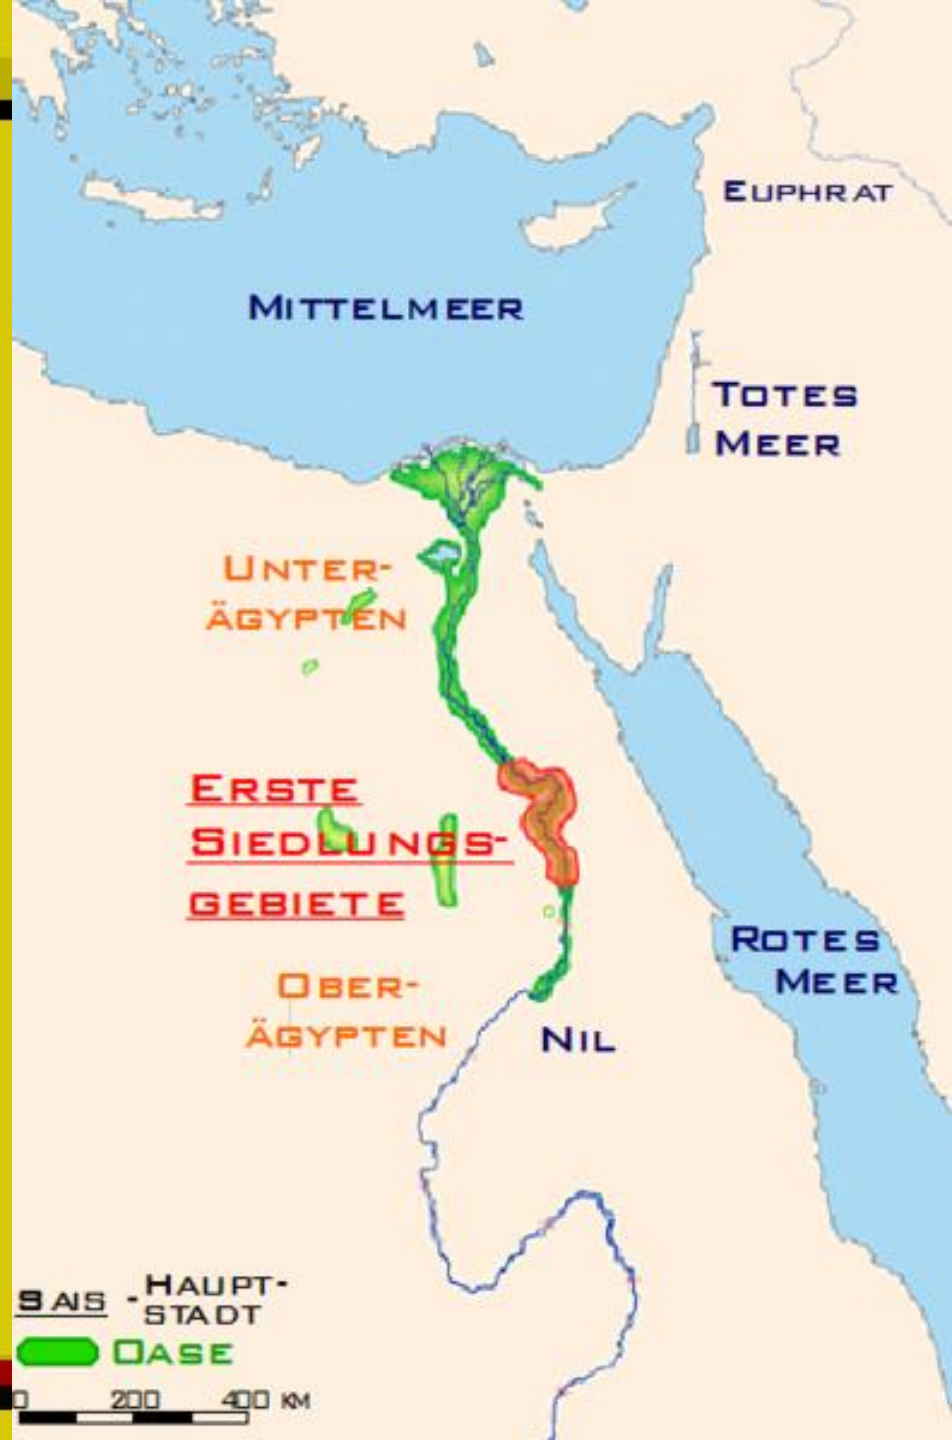 EUPHRAT
MITTELMEER
TOTES
MEER
UNTER-
ÄGYPTEN
ERSTE
SIEDLUNGS-
GEBIETE
ROTES
MEER
OBER-
ÄGYPTEN
NIL
SAIS - HAUPT-
STADT
OASE
0 200 400 KM